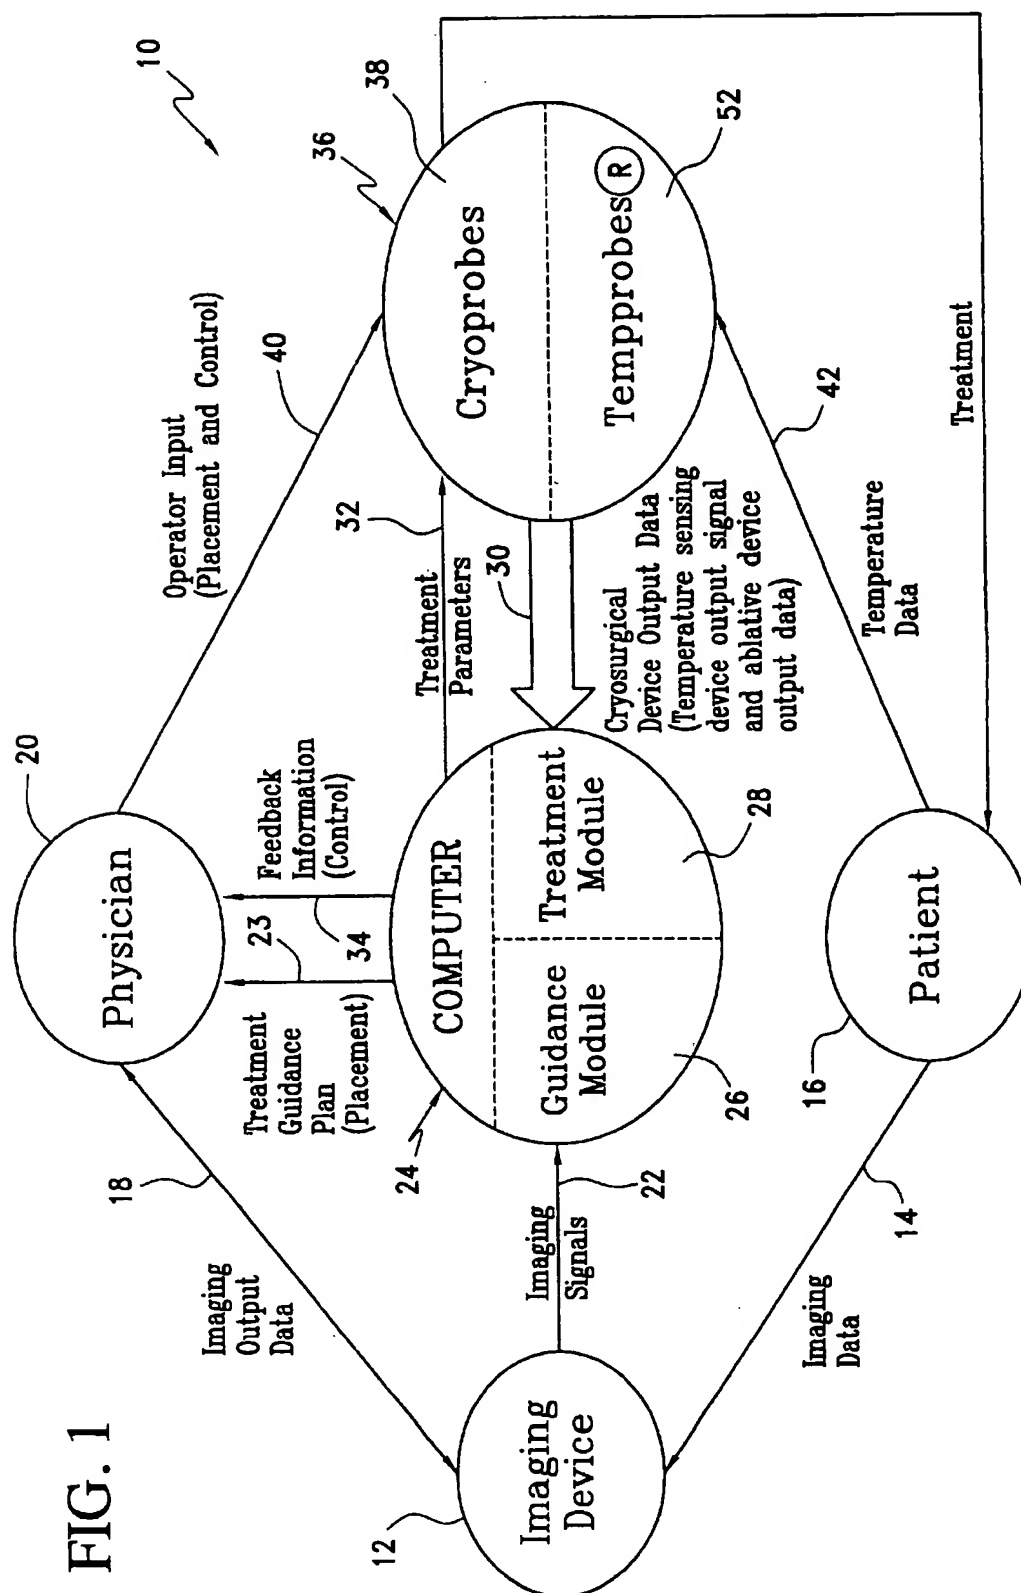 FIG. 1
10
20
Physician
18
Imaging
Output
Data
Operator Input
(Placement and Control)
40
Treatment
Guidance
Plan
(Placement)
23
34
Feedback
Information
(Control)
12
Imaging
Device
Imaging
Signals
22
24
COMPUTER
Guidance
Module
26
Treatment
Module
28
Treatment
Parameters
32
30
Cryosurgical
Device Output Data
(Temperature sensing
device output signal
and ablative device
output data)
36
38
Cryoprobes
Tempprobes R
52
Imaging
Data
14
16
Patient
Temperature
Data
42
Treatment